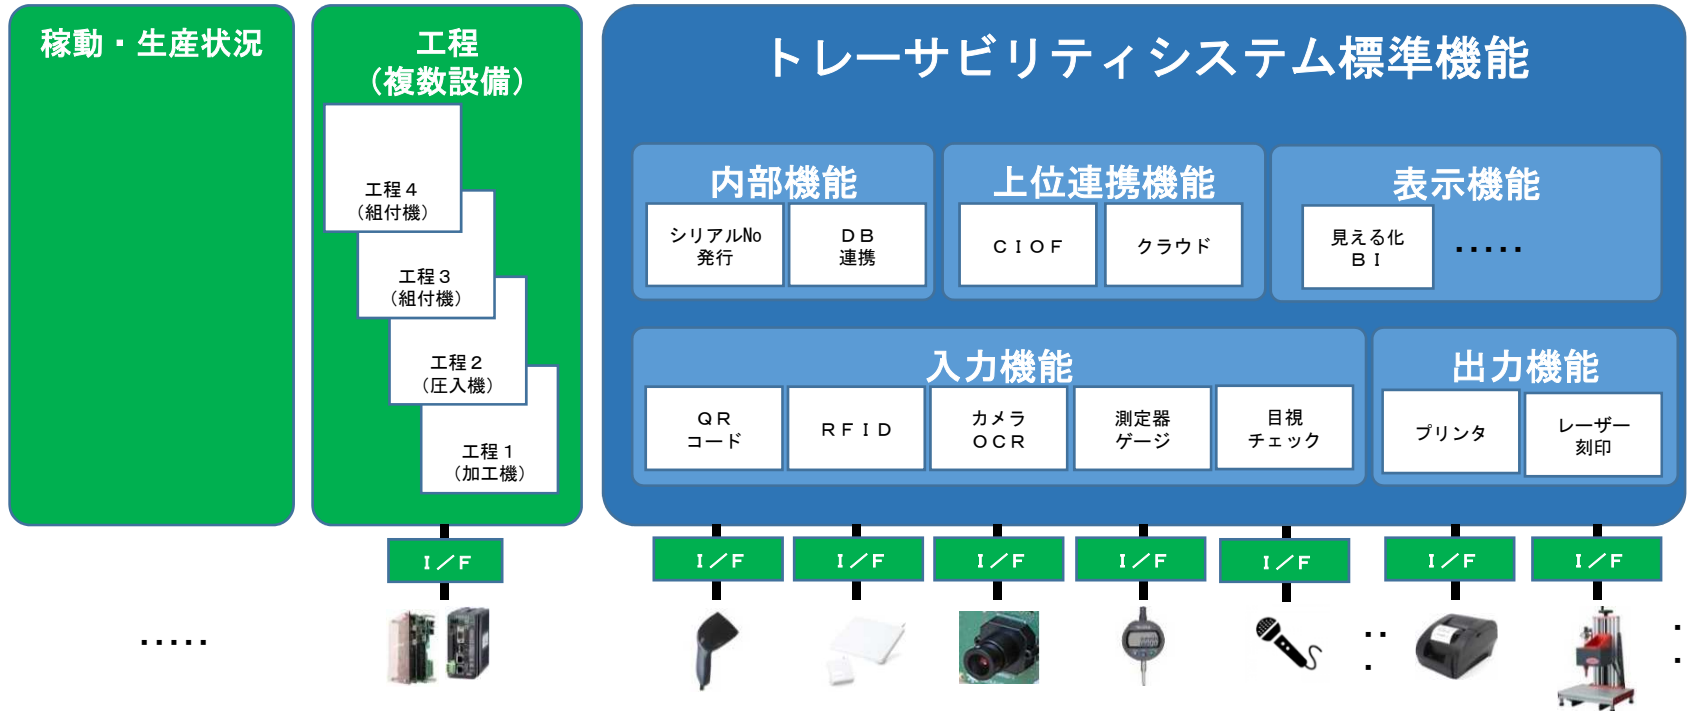 稼動・生産状況
工程
（複数設備）
工程４
（組付機）
工程３
（組付機）
工程２
（圧入機）
工程１
（加工機）
トレーサビリティシステム標準機能
内部機能
シリアルNo
発行
ＤＢ
連携
上位連携機能
ＣＩＯＦ
クラウド
表示機能
見える化
ＢＩ
・・・・・
入力機能
ＱＲ
コード
ＲＦＩＤ
カメラ
ＯＣＲ
測定器
ゲージ
目視
チェック
出力機能
プリンタ
レーザー
刻印
Ｉ／Ｆ
Ｉ／Ｆ
Ｉ／Ｆ
Ｉ／Ｆ
Ｉ／Ｆ
Ｉ／Ｆ
Ｉ／Ｆ
Ｉ／Ｆ
・・・・・
・・
・
・
・